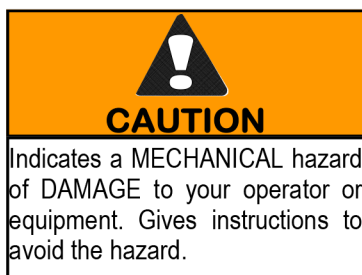 CAUTION
Indicates a MECHANICAL hazard
of DAMAGE to your operator or
equipment. Gives instructions to
avoid the hazard.